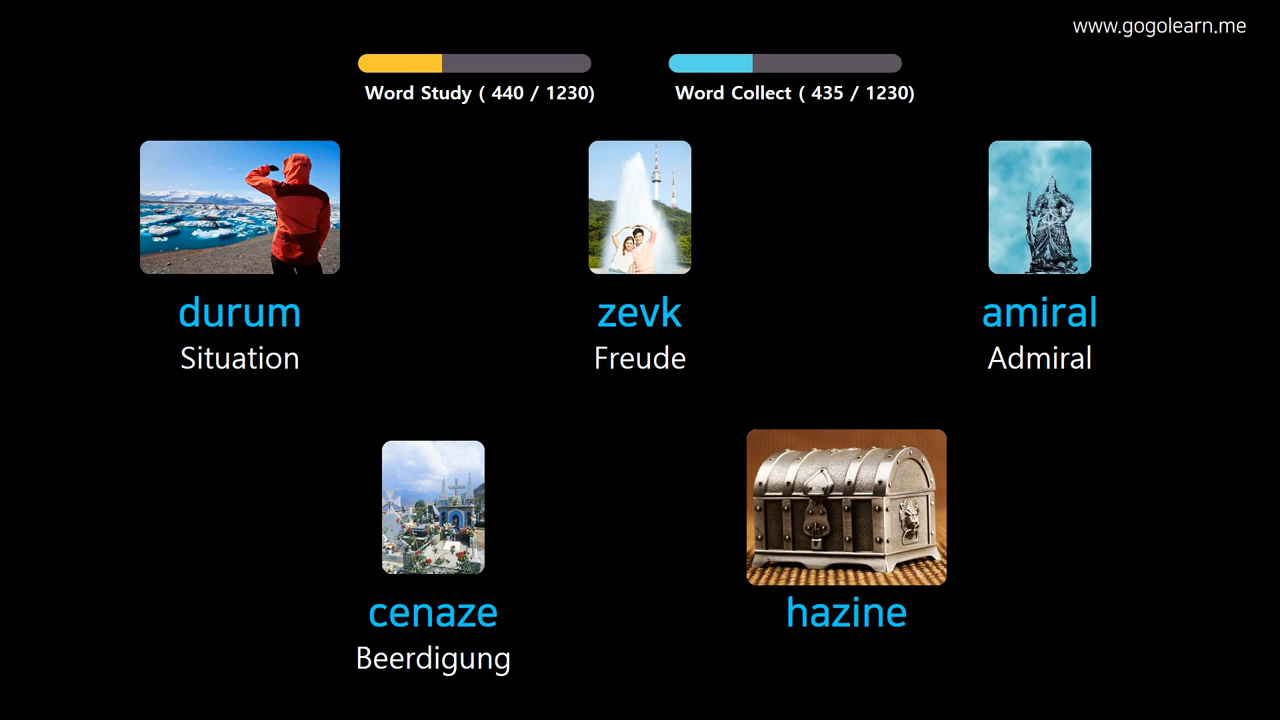 www.gogolearn.me
Word Study ( 440 / 1230)
Word Collect ( 435 / 1230)
durum
Situation
zevk
Freude
amiral
Admiral
cenaze
Beerdigung
hazine